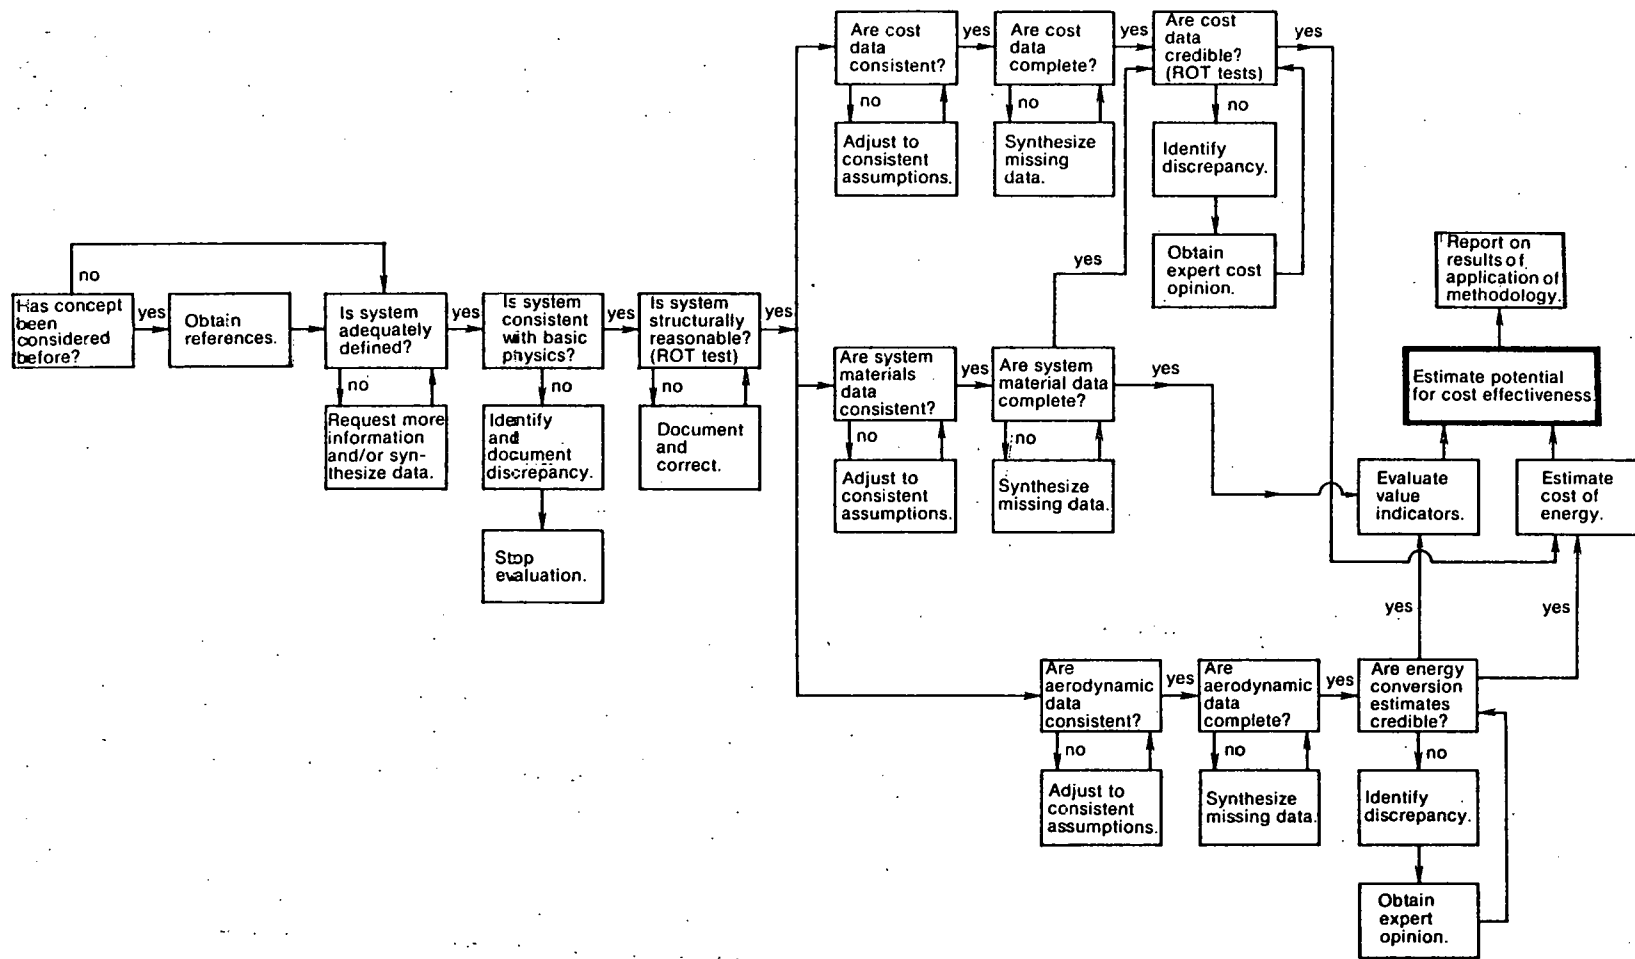 Has concept
been
considered
before?
no
yes
Obtain
references.
Is system
adequately
defined?
yes
no
Request more
information
and/or syn-
thesize data.
Is system
consistent
with basic
physics?
yes
no
Identify
and
document
discrepancy.
Stop
evaluation.
Is system
structurally
reasonable?
(ROT test)
yes
no
Document
and
correct.
Are cost
data
consistent?
yes
no
Adjust to
consistent
assumptions.
Are cost
data
complete?
yes
no
Synthesize
missing
data.
Are cost
data
credible?
(ROT tests)
yes
no
Identify
discrepancy.
Obtain
expert cost
opinion.
Are system
materials
data
consistent?
yes
no
Adjust to
consistent
assumptions.
Are system
material data
complete?
yes
yes
no
Synthesize
missing data.
Are
aerodynamic
data
consistent?
yes
no
Adjust to
consistent
assumptions.
Are
aerodynamic
data
complete?
yes
no
Synthesize
missing data.
Are energy
conversion
estimates
credible?
yes
yes
no
Identify
discrepancy.
Obtain
expert
opinion.
Evaluate
value
indicators.
Estimate
cost of
energy.
Estimate potential
for cost effectiveness.
Report on
results of
application of
methodology.